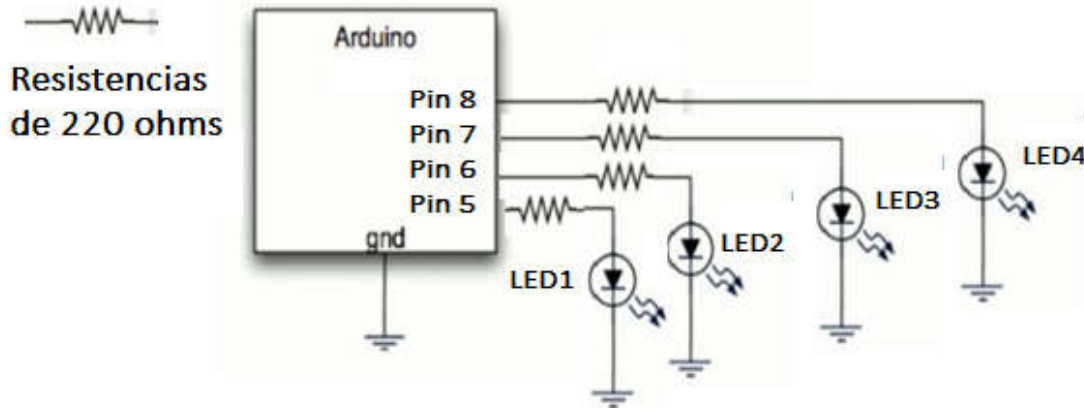 Resistencias
de 220 ohms
Arduino
Pin 8
Pin 7
Pin 6
Pin 5
gnd
LED1
LED2
LED3
LED4